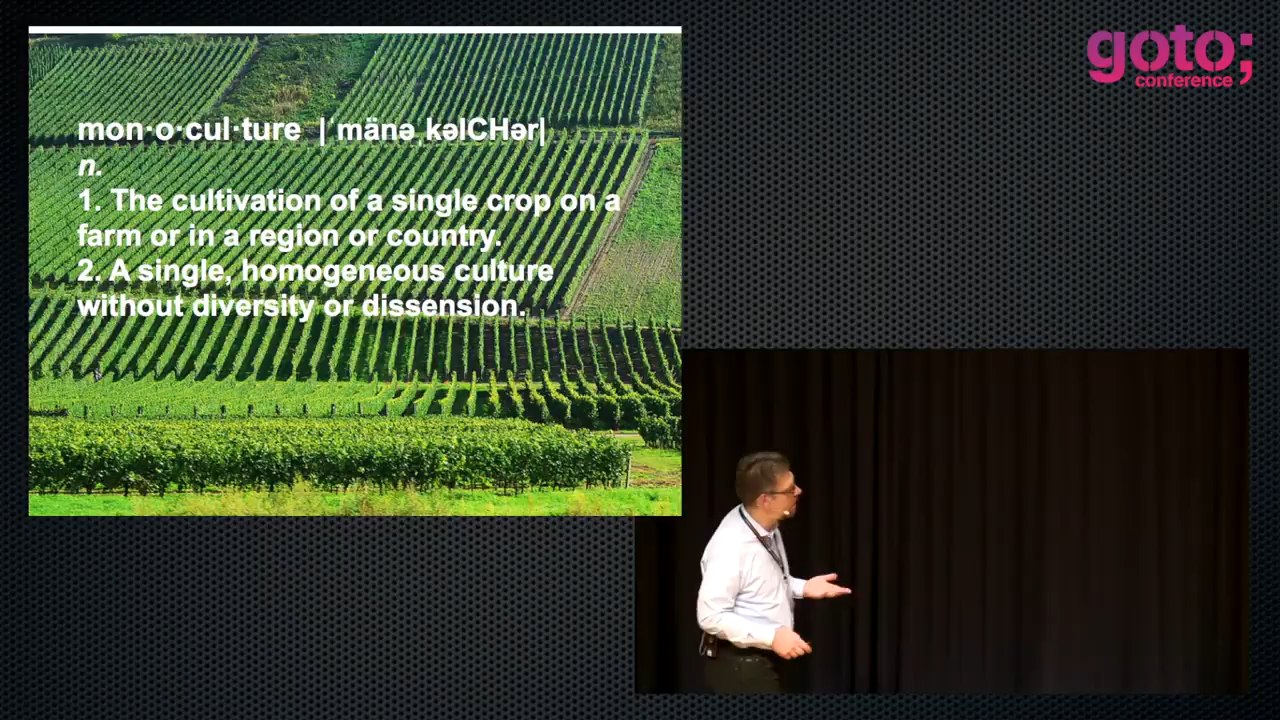 mon·o·cul·ture |ˈmänəˌkəlCHər|
n.
1. The cultivation of a single crop on a
farm or in a region or country.
2. A single, homogeneous culture
without diversity or dissension.
goto;
conference